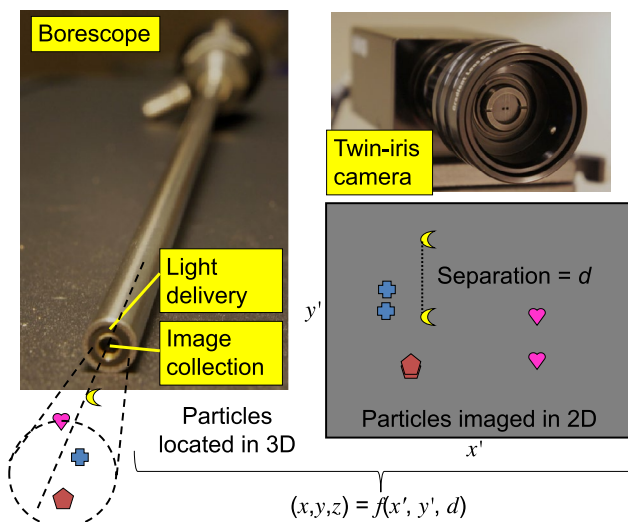 Borescope
Twin-iris
camera
Light
delivery
Image
collection
Separation = d
y'
Particles
located in 3D
Particles imaged in 2D
x'
(x,y,z) = f(x', y', d)